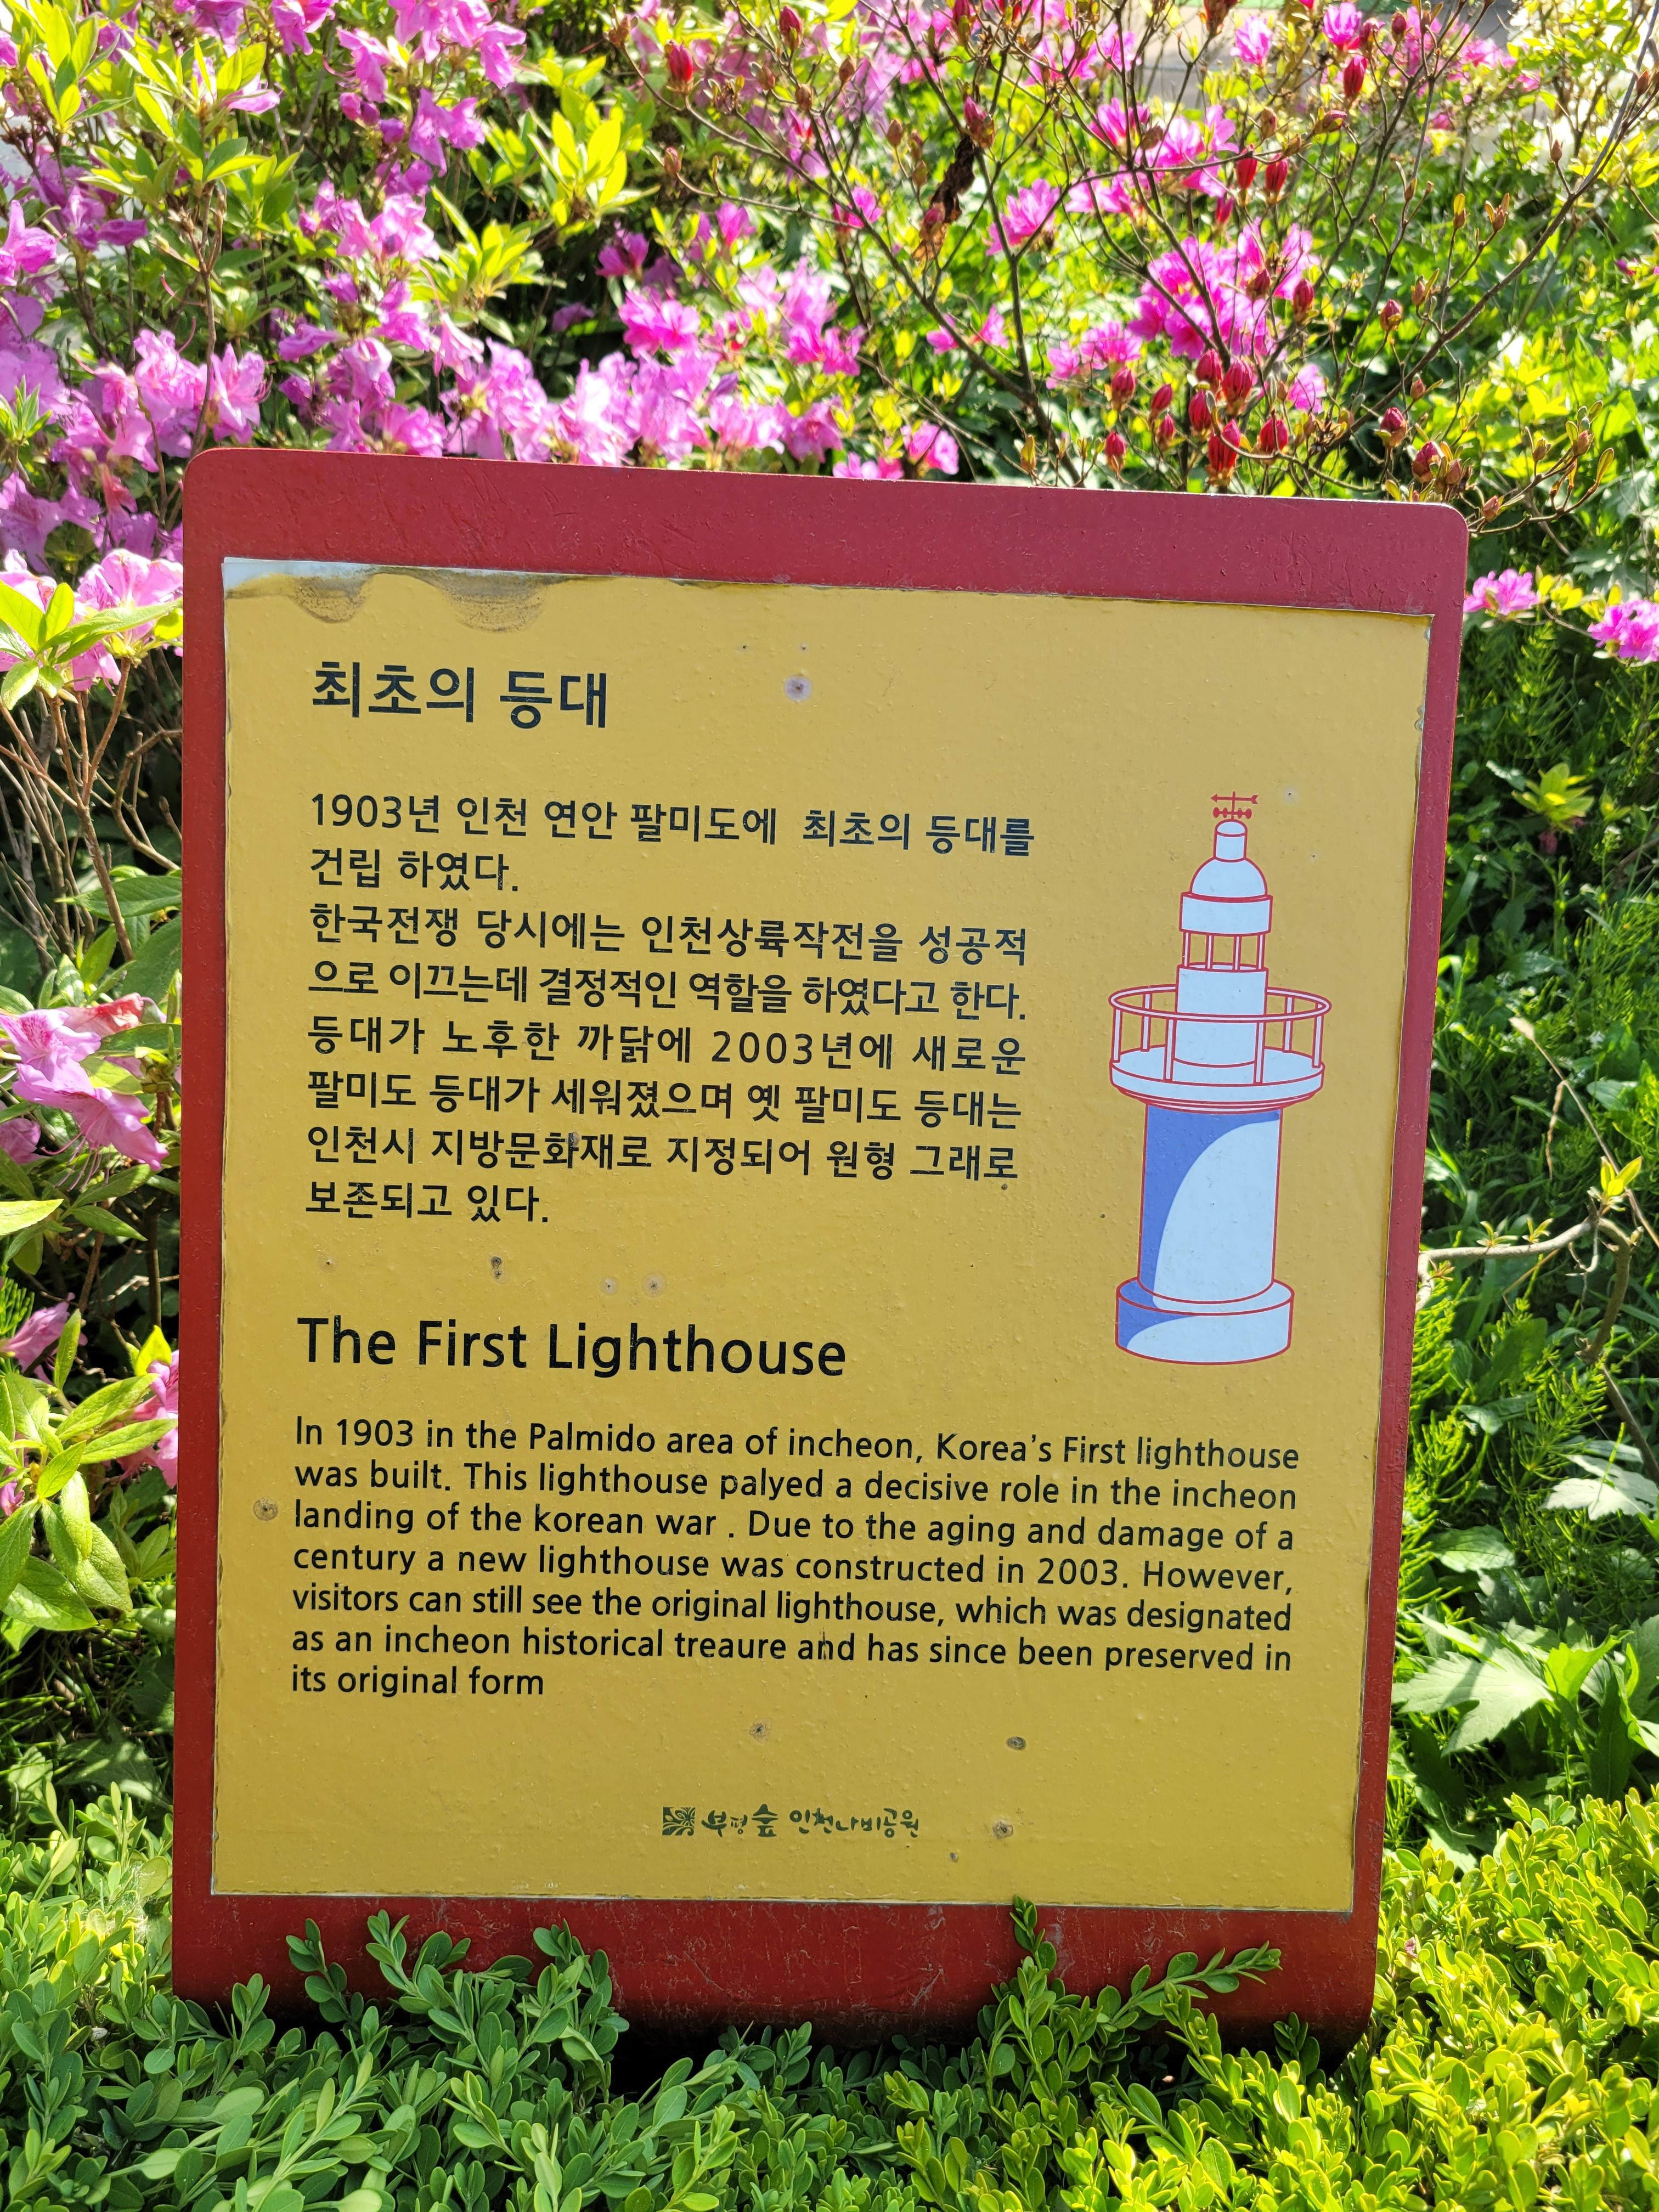 최초의 등대
1903년 인천 연안 팔미도에 최초의 등대를
건립 하였다.
한국전쟁 당시에는 인천상륙작전을 성공적
으로 이끄는데 결정적인 역할을 하였다고 한다.
등대가 노후한 까닭에 2003년에 새로운
팔미도 등대가 세워졌으며 옛 팔미도 등대는
인천시 지방문화재로 지정되어 원형 그래로
보존되고 있다.
The First Lighthouse
In 1903 in the Palmido area of incheon, Korea's First lighthouse
was built. This lighthouse palyed a decisive role in the incheon
landing of the korean war . Due to the aging and damage of a
century a new lighthouse was constructed in 2003. However,
visitors can still see the original lighthouse, which was designated
as an incheon historical treaure and has since been preserved in
its original form
부평숲 인천나비공원